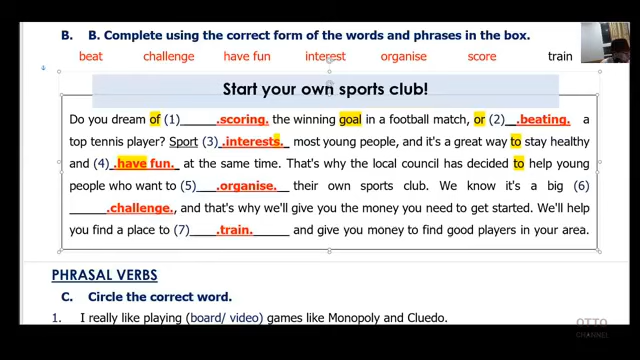 B. B. Complete using the correct form of the words and phrases in the box.
beat challenge have fun interest organise score train
Start your own sports club!
Do you dream of (1)______.scoring. the winning goal in a football match, or (2)__.beating. a
top tennis player? Sport (3)__.interests._ most young people, and it's a great way to stay healthy
and (4)_.have fun._ at the same time. That's why the local council has decided to help young
people who want to (5)___.organise.__ their own sports club. We know it's a big (6)
______.challenge._, and that's why we'll give you the money you need to get started. We'll help
you find a place to (7)____.train.______ and give you money to find good players in your area.
PHRASAL VERBS
C. Circle the correct word.
1. I really like playing (board/ video) games like Monopoly and Cluedo.
OTTO
CHANNEL